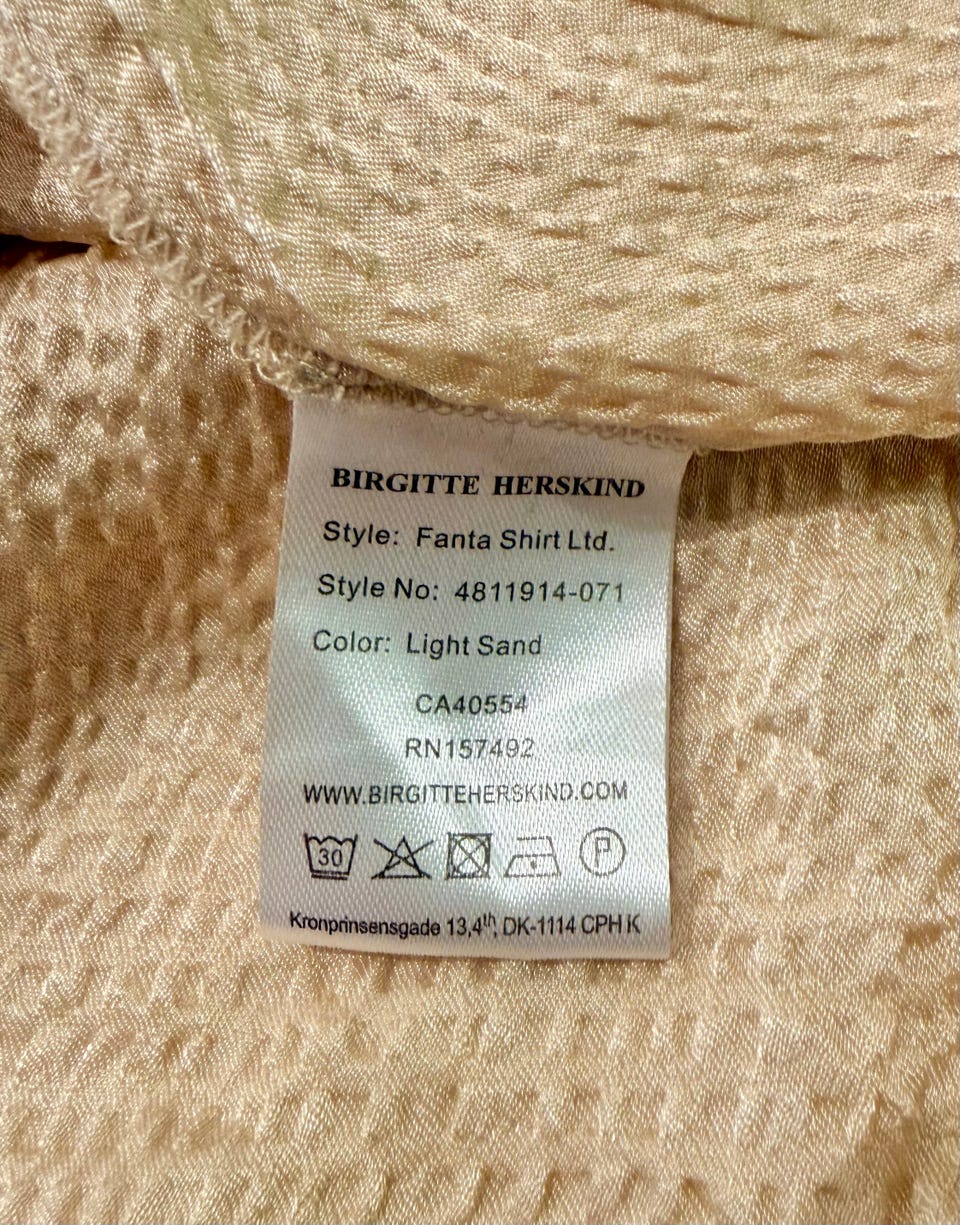 BIRGITTE HERSKIND
Style: Fanta Shirt Ltd.
Style No: 4811914-071
Color: Light Sand
CA40554
RN157492
WWW.BIRGITTEHERSKIND.COM
30 P
Kronprinsensgade 13,4th, DK-1114 CPH K